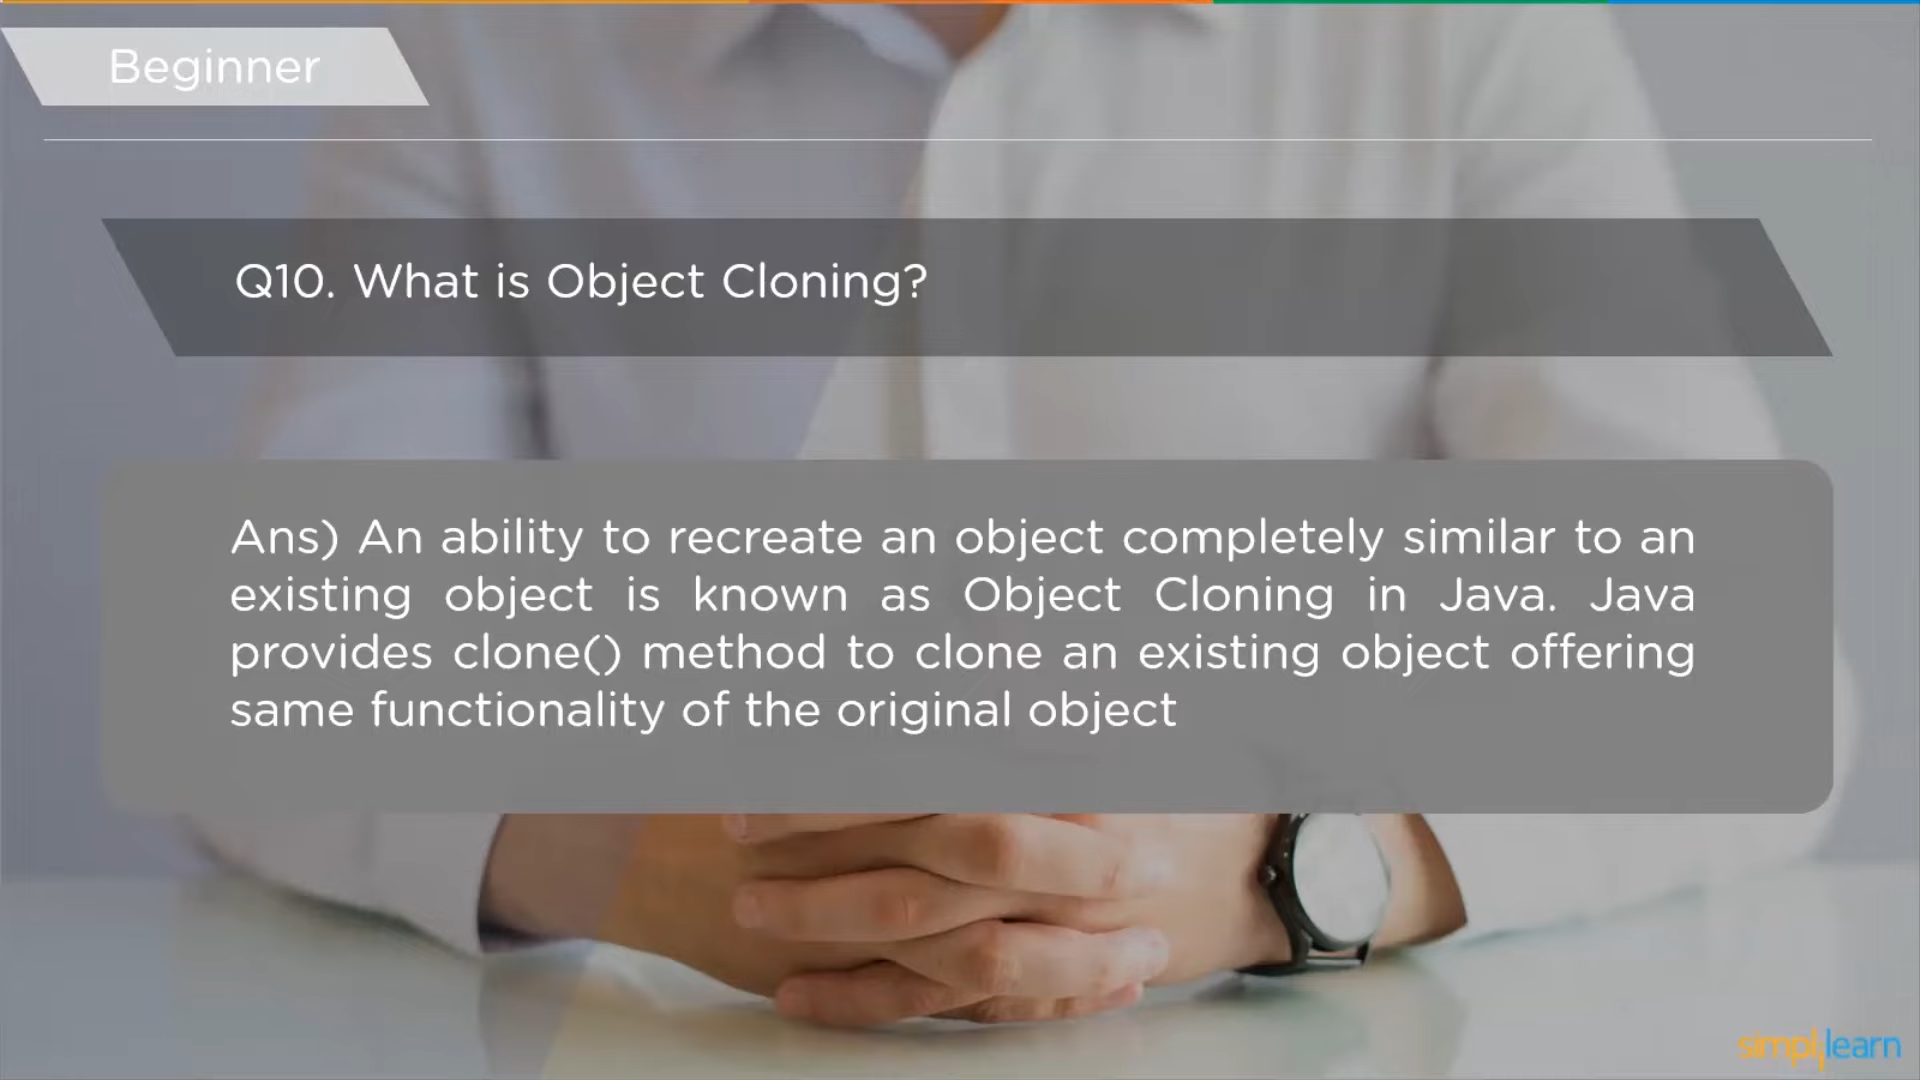 Beginner
Q10. What is Object Cloning?
Ans) An ability to recreate an object completely similar to an
existing object is known as Object Cloning in Java. Java
provides clone() method to clone an existing object offering
same functionality of the original object
simplilearn